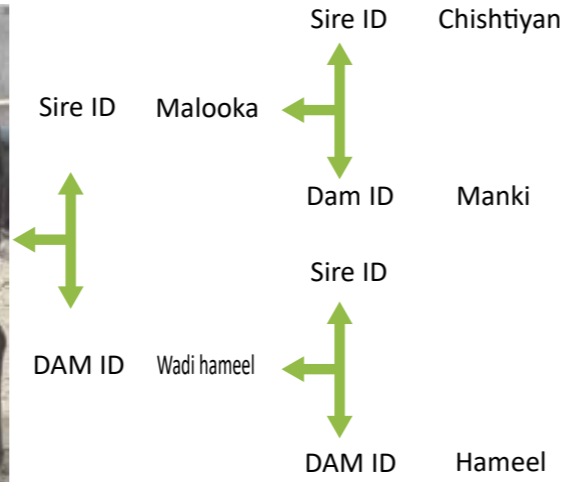 Sire ID Chishtiyan
Sire ID Malooka
Dam ID Manki
Sire ID
DAM ID Wadi hameel
DAM ID Hameel